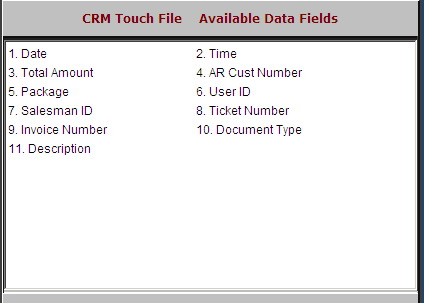 CRM Touch File    Available Data Fields
1. Date    2. Time
3. Total Amount    4. AR Cust Number
5. Package    6. User ID
7. Salesman ID    8. Ticket Number
9. Invoice Number    10. Document Type
11. Description